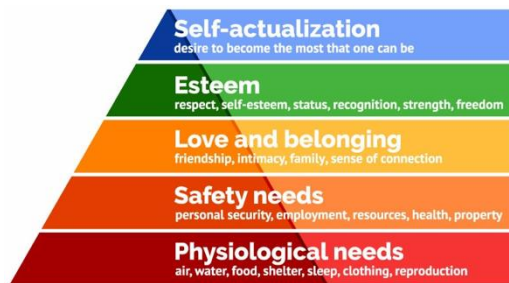 Self-actualization
desire to become the most that one can be
Esteem
respect, self-esteem, status, recognition, strength, freedom
Love and belonging
friendship, intimacy, family, sense of connection
Safety needs
personal security, employment, resources, health, property
Physiological needs
air, water, food, shelter, sleep, clothing, reproduction